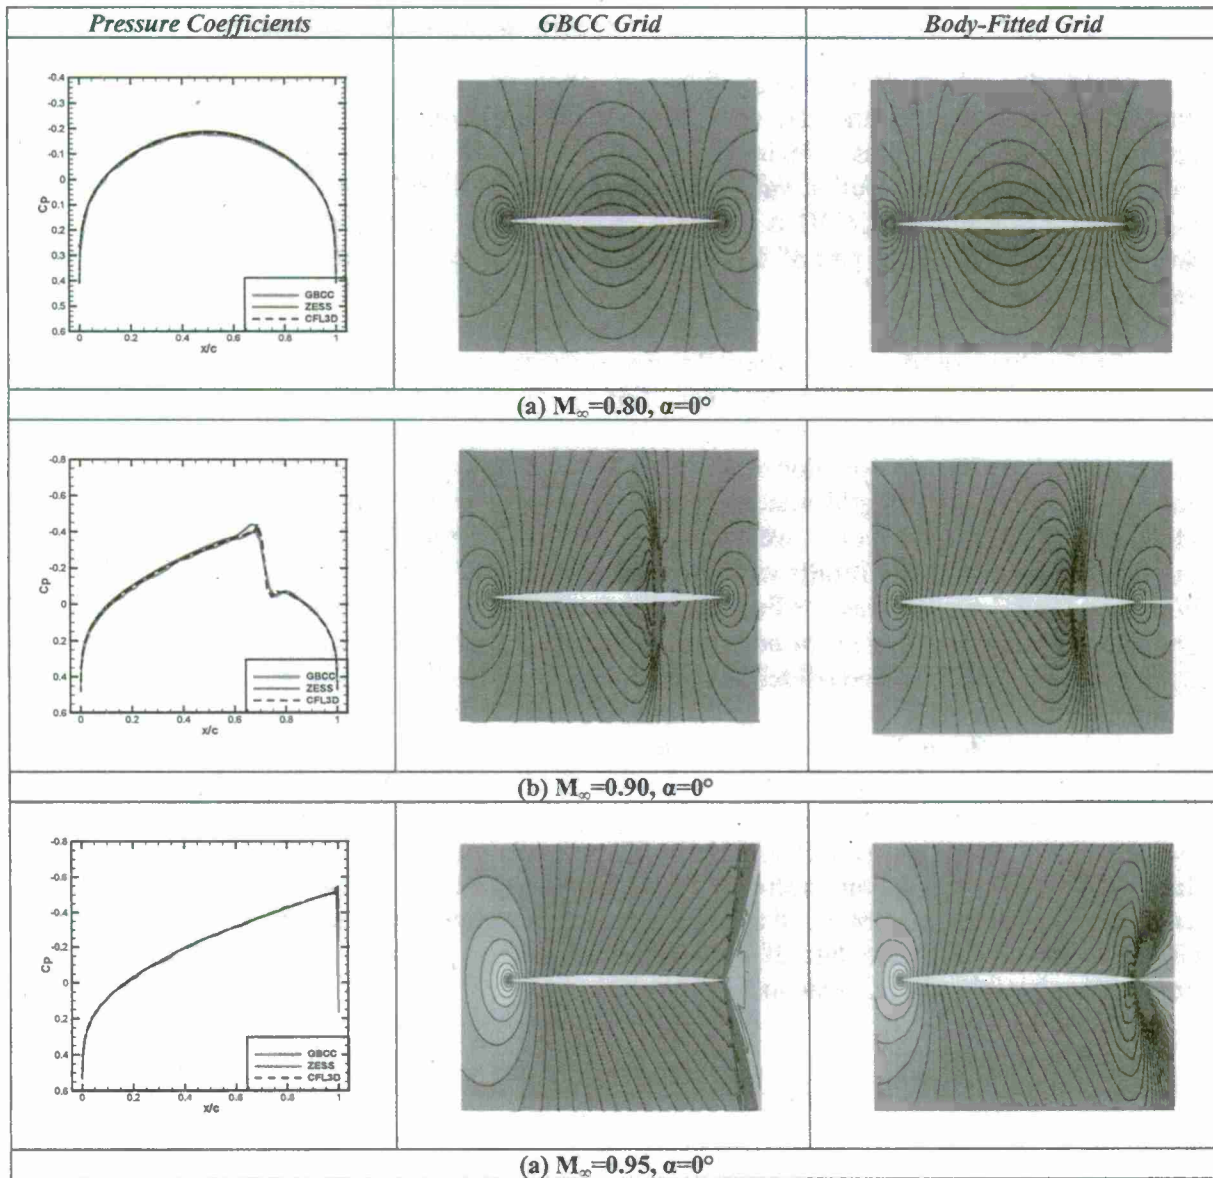 Pressure Coefficients
GBCC Grid
Body-Fitted Grid
-0.4
-0.3
-0.2
-0.1
0
0.1
0.2
0.3
0.4
0.5
0.6
Cp
0
0.2
0.4
0.6
0.8
1
x/c
GBCC
ZESS
CFL3D
(a) M∞=0.80, α=0°
-0.8
-0.6
-0.4
-0.2
0
0.2
0.4
0.6
Cp
0
0.2
0.4
0.6
0.8
1
x/c
GBCC
ZESS
CFL3D
(b) M∞=0.90, α=0°
-0.8
-0.6
-0.4
-0.2
0
0.2
0.4
0.6
Cp
0
0.2
0.4
0.6
0.8
1
x/c
GBCC
ZESS
CFL3D
(a) M∞=0.95, α=0°